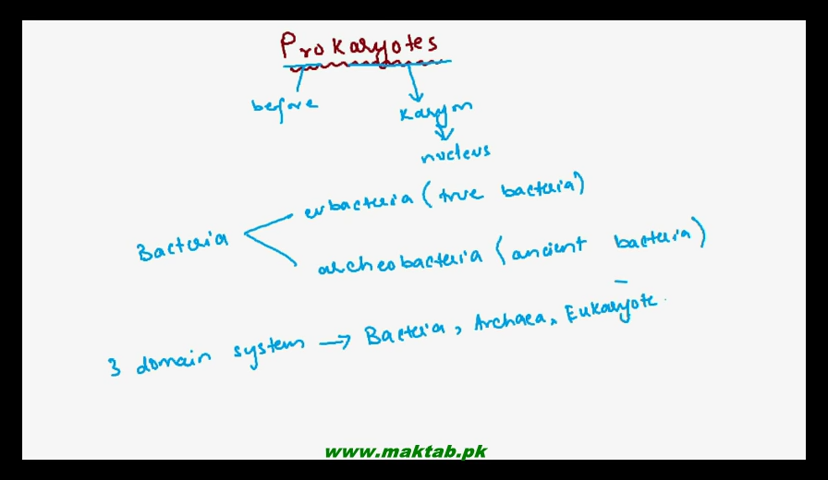 Prokaryotes
before karyon
nucleus
eubacteria (true bacteria)
Bacteria
archeobacteria (ancient bacteria)
3 domain system → Bacteria, Archaea, Eukaryote
www.maktab.pk